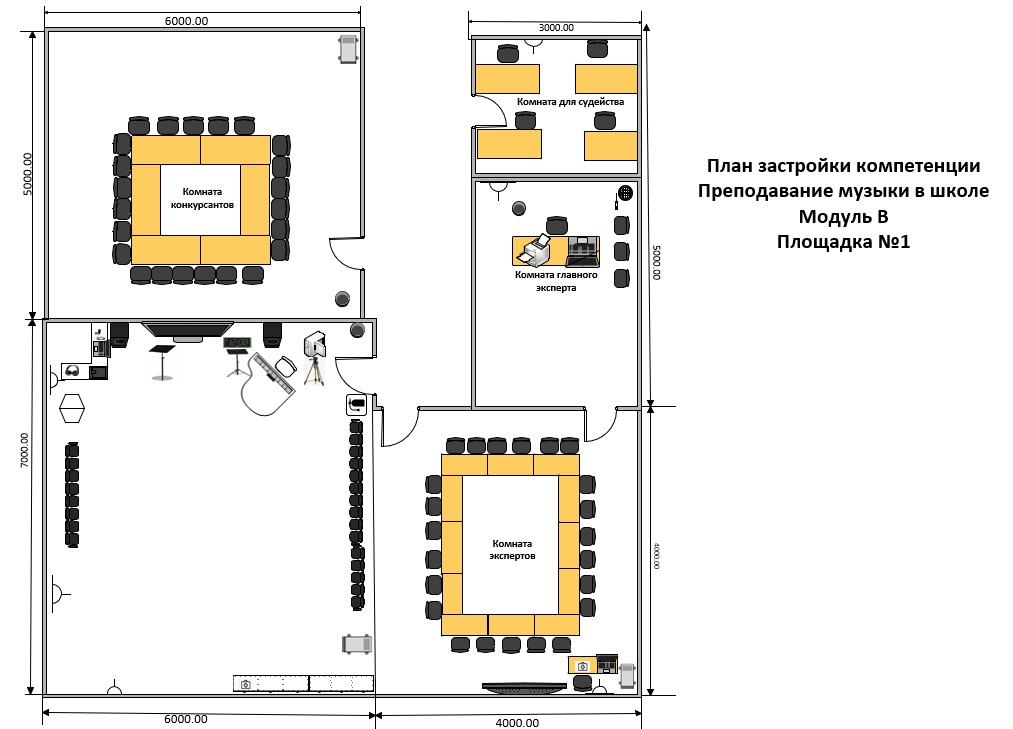 6000.00
3000.00
Комната для судейства
5000.00
Комната
конкурсантов
План застройки компетенции
Преподавание музыки в школе
Модуль В
Площадка №1
5000.00
Комната главного
эксперта
7000.00
Комната
экспертов
4000.00
6000.00
4000.00